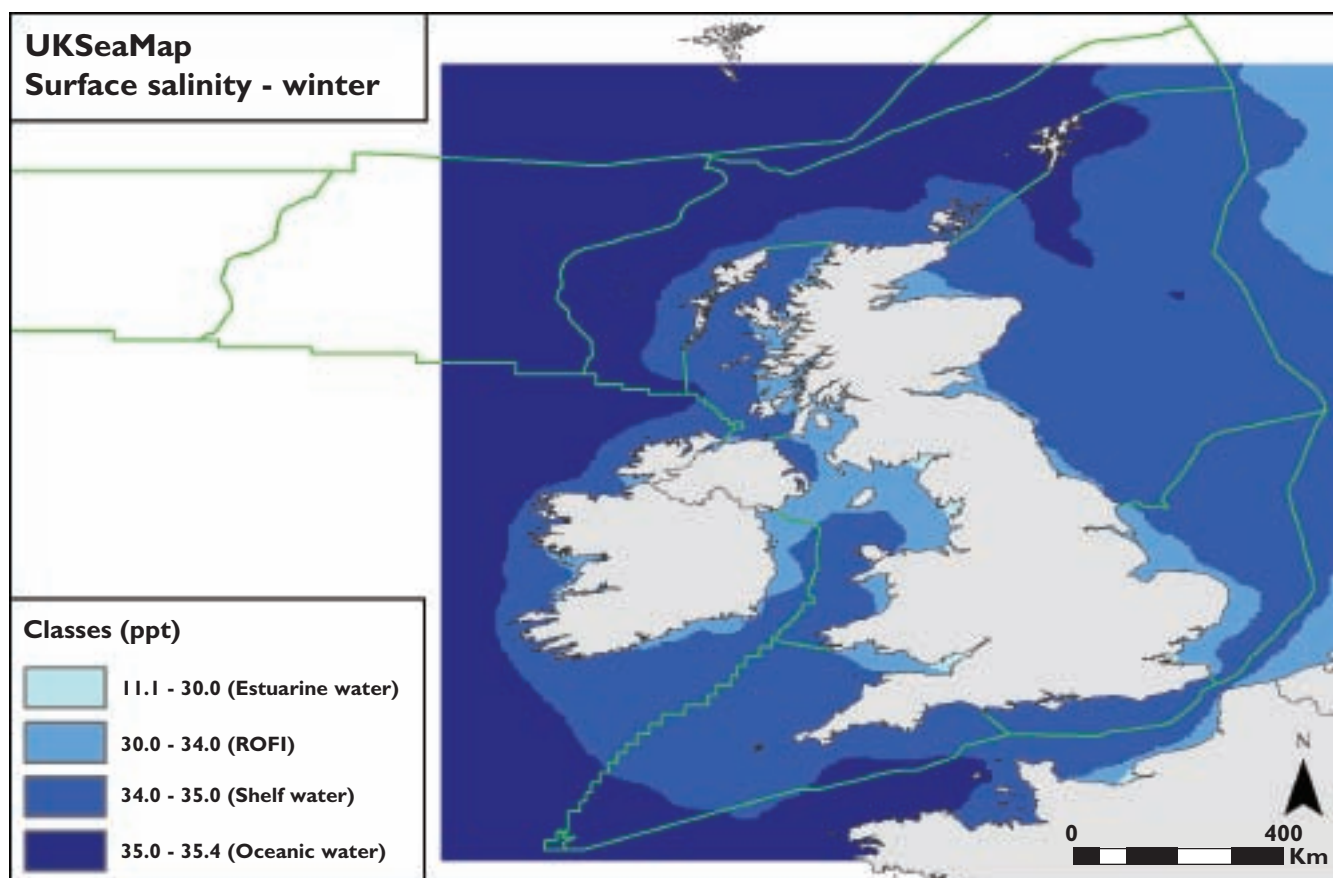 UKSeaMap
Surface salinity - winter
Classes (ppt)
11.1 - 30.0 (Estuarine water)
30.0 - 34.0 (ROFI)
34.0 - 35.0 (Shelf water)
35.0 - 35.4 (Oceanic water)
N
0 400
Km